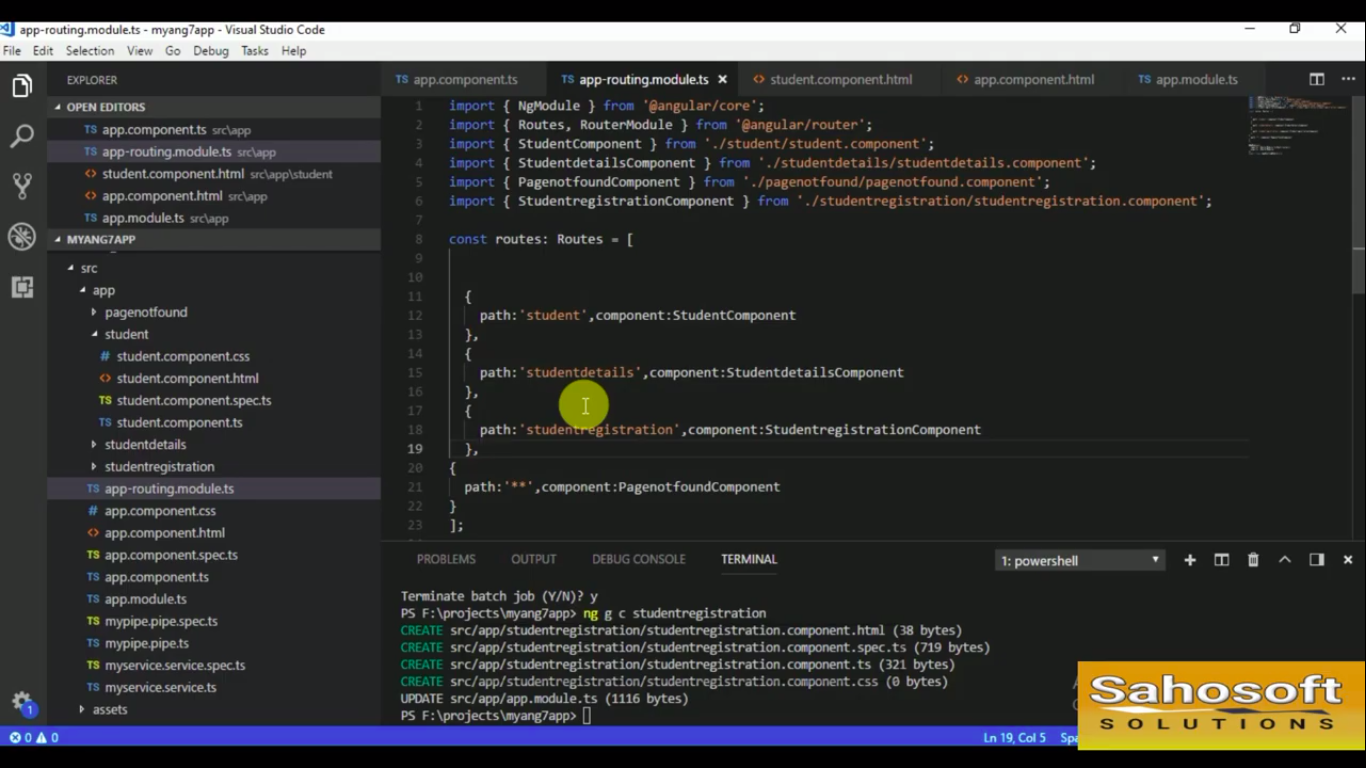 app-routing.module.ts - myang7app - Visual Studio Code
File Edit Selection View Go Debug Tasks Help
EXPLORER
OPEN EDITORS
TS app.component.ts src\app
TS app-routing.module.ts src\app
<> student.component.html src\app\student
<> app.component.html src\app
TS app.module.ts src\app
MYANG7APP
src
app
pagenotfound
student
# student.component.css
<> student.component.html
TS student.component.spec.ts
TS student.component.ts
studentdetails
studentregistration
TS app-routing.module.ts
# app.component.css
<> app.component.html
TS app.component.spec.ts
TS app.component.ts
TS app.module.ts
TS mypipe.pipe.spec.ts
TS mypipe.pipe.ts
TS myservice.service.spec.ts
TS myservice.service.ts
assets
TS app.component.ts TS app-routing.module.ts × <> student.component.html <> app.component.html TS app.module.ts
1 import { NgModule } from '@angular/core';
2 import { Routes, RouterModule } from '@angular/router';
3 import { StudentComponent } from './student/student.component';
4 import { StudentdetailsComponent } from './studentdetails/studentdetails.component';
5 import { PagenotfoundComponent } from './pagenotfound/pagenotfound.component';
6 import { StudentregistrationComponent } from './studentregistration/studentregistration.component';
7
8 const routes: Routes = [
9
10
11 {
12 path:'student',component:StudentComponent
13 },
14 {
15 path:'studentdetails',component:StudentdetailsComponent
16 },
17 {
18 path:'studentregistration',component:StudentregistrationComponent
19 },
20 {
21 path:'**',component:PagenotfoundComponent
22 }
23 ];
PROBLEMS OUTPUT DEBUG CONSOLE TERMINAL 1: powershell
Terminate batch job (Y/N)? y
PS F:\projects\myang7app> ng g c studentregistration
CREATE src/app/studentregistration/studentregistration.component.html (38 bytes)
CREATE src/app/studentregistration/studentregistration.component.spec.ts (719 bytes)
CREATE src/app/studentregistration/studentregistration.component.ts (321 bytes)
CREATE src/app/studentregistration/studentregistration.component.css (0 bytes)
UPDATE src/app/app.module.ts (1116 bytes)
PS F:\projects\myang7app>
1
0 0 Ln 19, Col 5
Sahosoft
SOLUTIONS